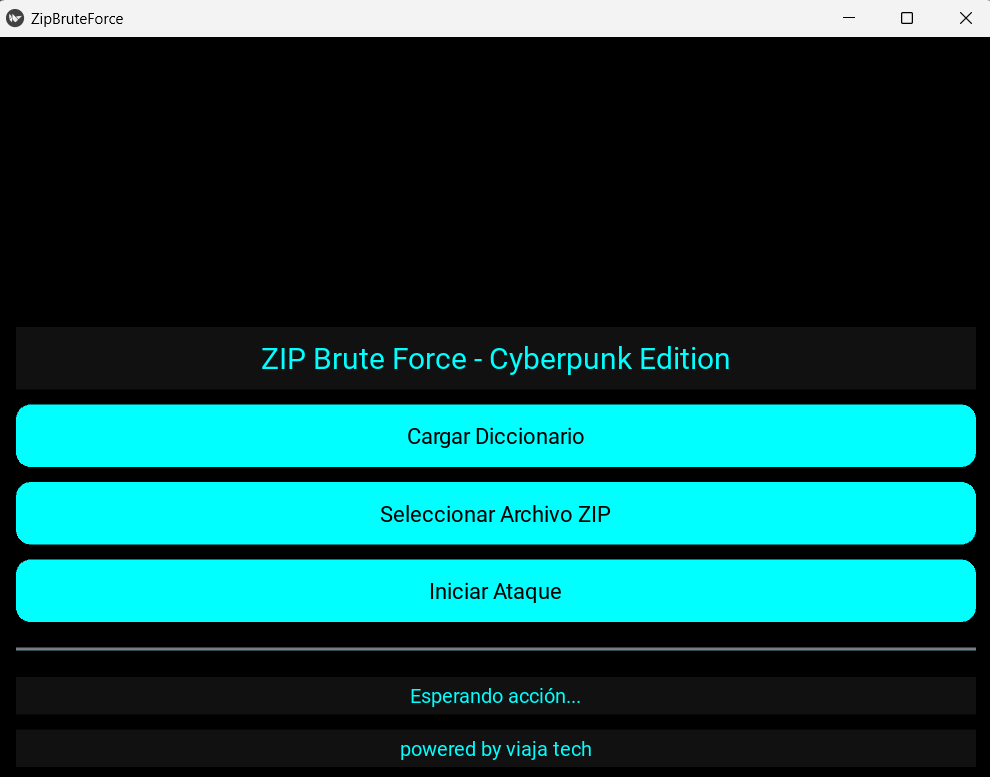 ZipBruteForce
ZIP Brute Force - Cyberpunk Edition
Cargar Diccionario
Seleccionar Archivo ZIP
Iniciar Ataque
Esperando acción...
powered by viaja tech